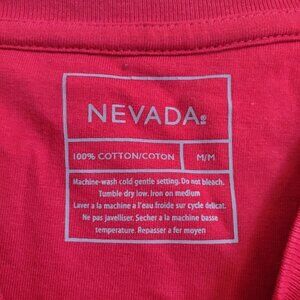 NEVADA®
100% COTTON/COTON M/M
Machine-wash cold gentle setting. Do not bleach.
Tumble dry low. Iron on medium
Laver a la machine a l'eau froide sur cycle delicat.
Ne pas javelliser. Secher a la machine basse
temperature. Repasser a fer moyen